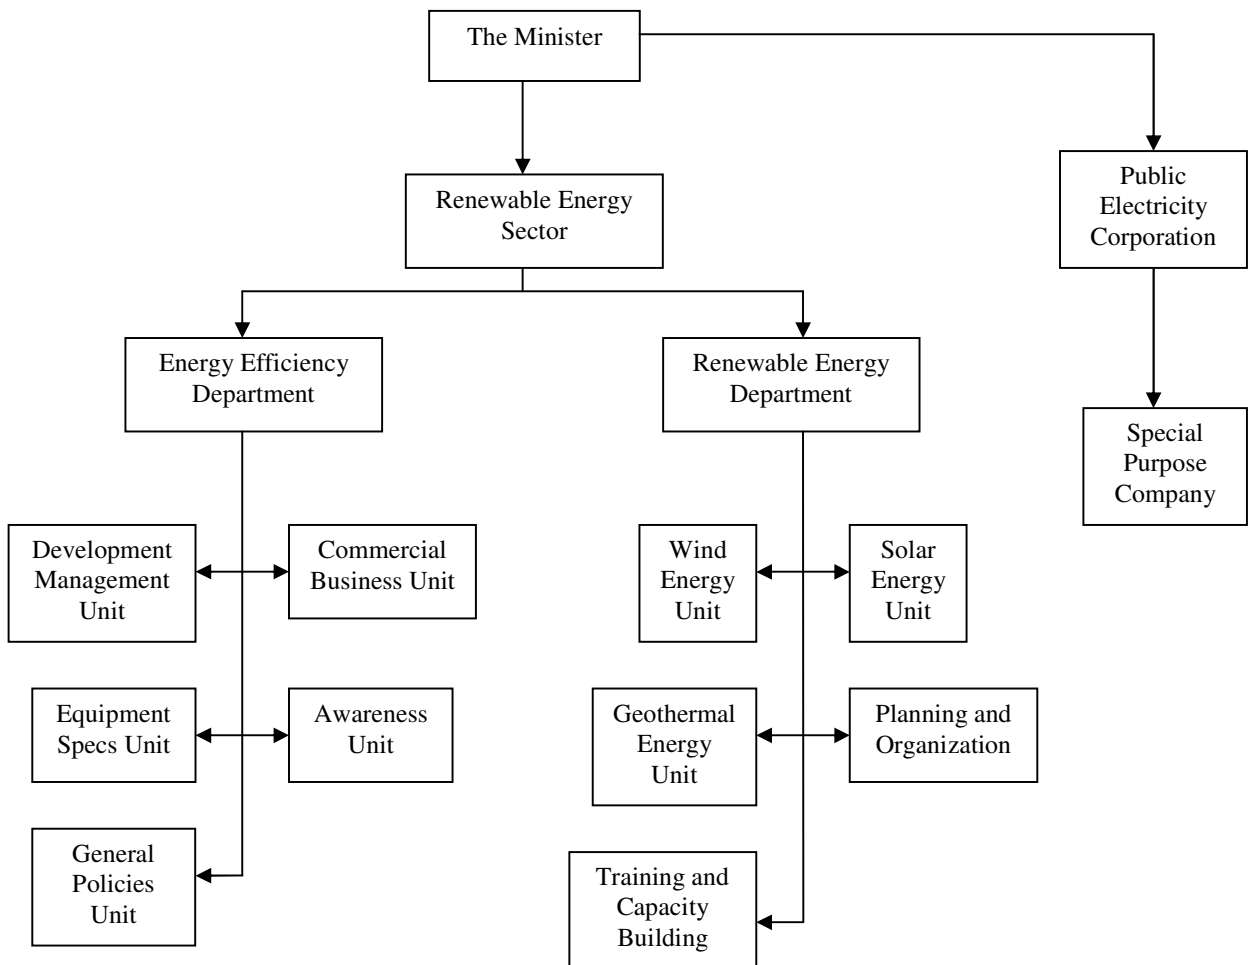 The Minister
Renewable Energy
Sector
Public
Electricity
Corporation
Energy Efficiency
Department
Renewable Energy
Department
Special
Purpose
Company
Development
Management
Unit
Commercial
Business Unit
Wind
Energy
Unit
Solar
Energy
Unit
Equipment
Specs Unit
Awareness
Unit
Geothermal
Energy
Unit
Planning and
Organization
General
Policies
Unit
Training and
Capacity
Building